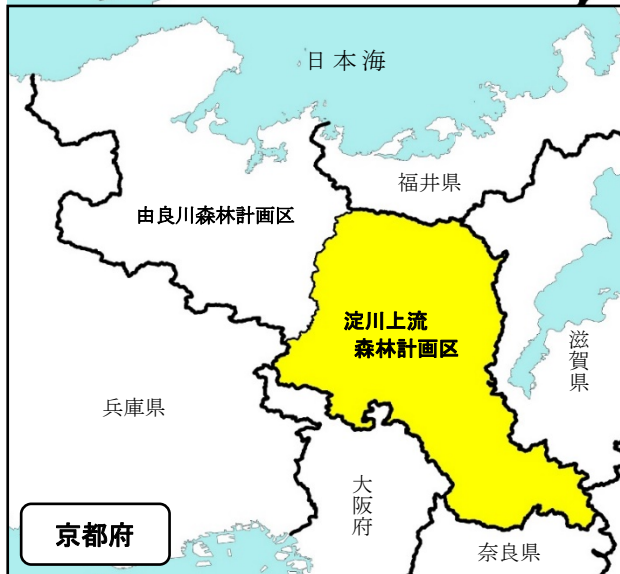 日本海
福井県
由良川森林計画区
淀川上流
森林計画区
滋賀県
兵庫県
大阪府
京都府
奈良県